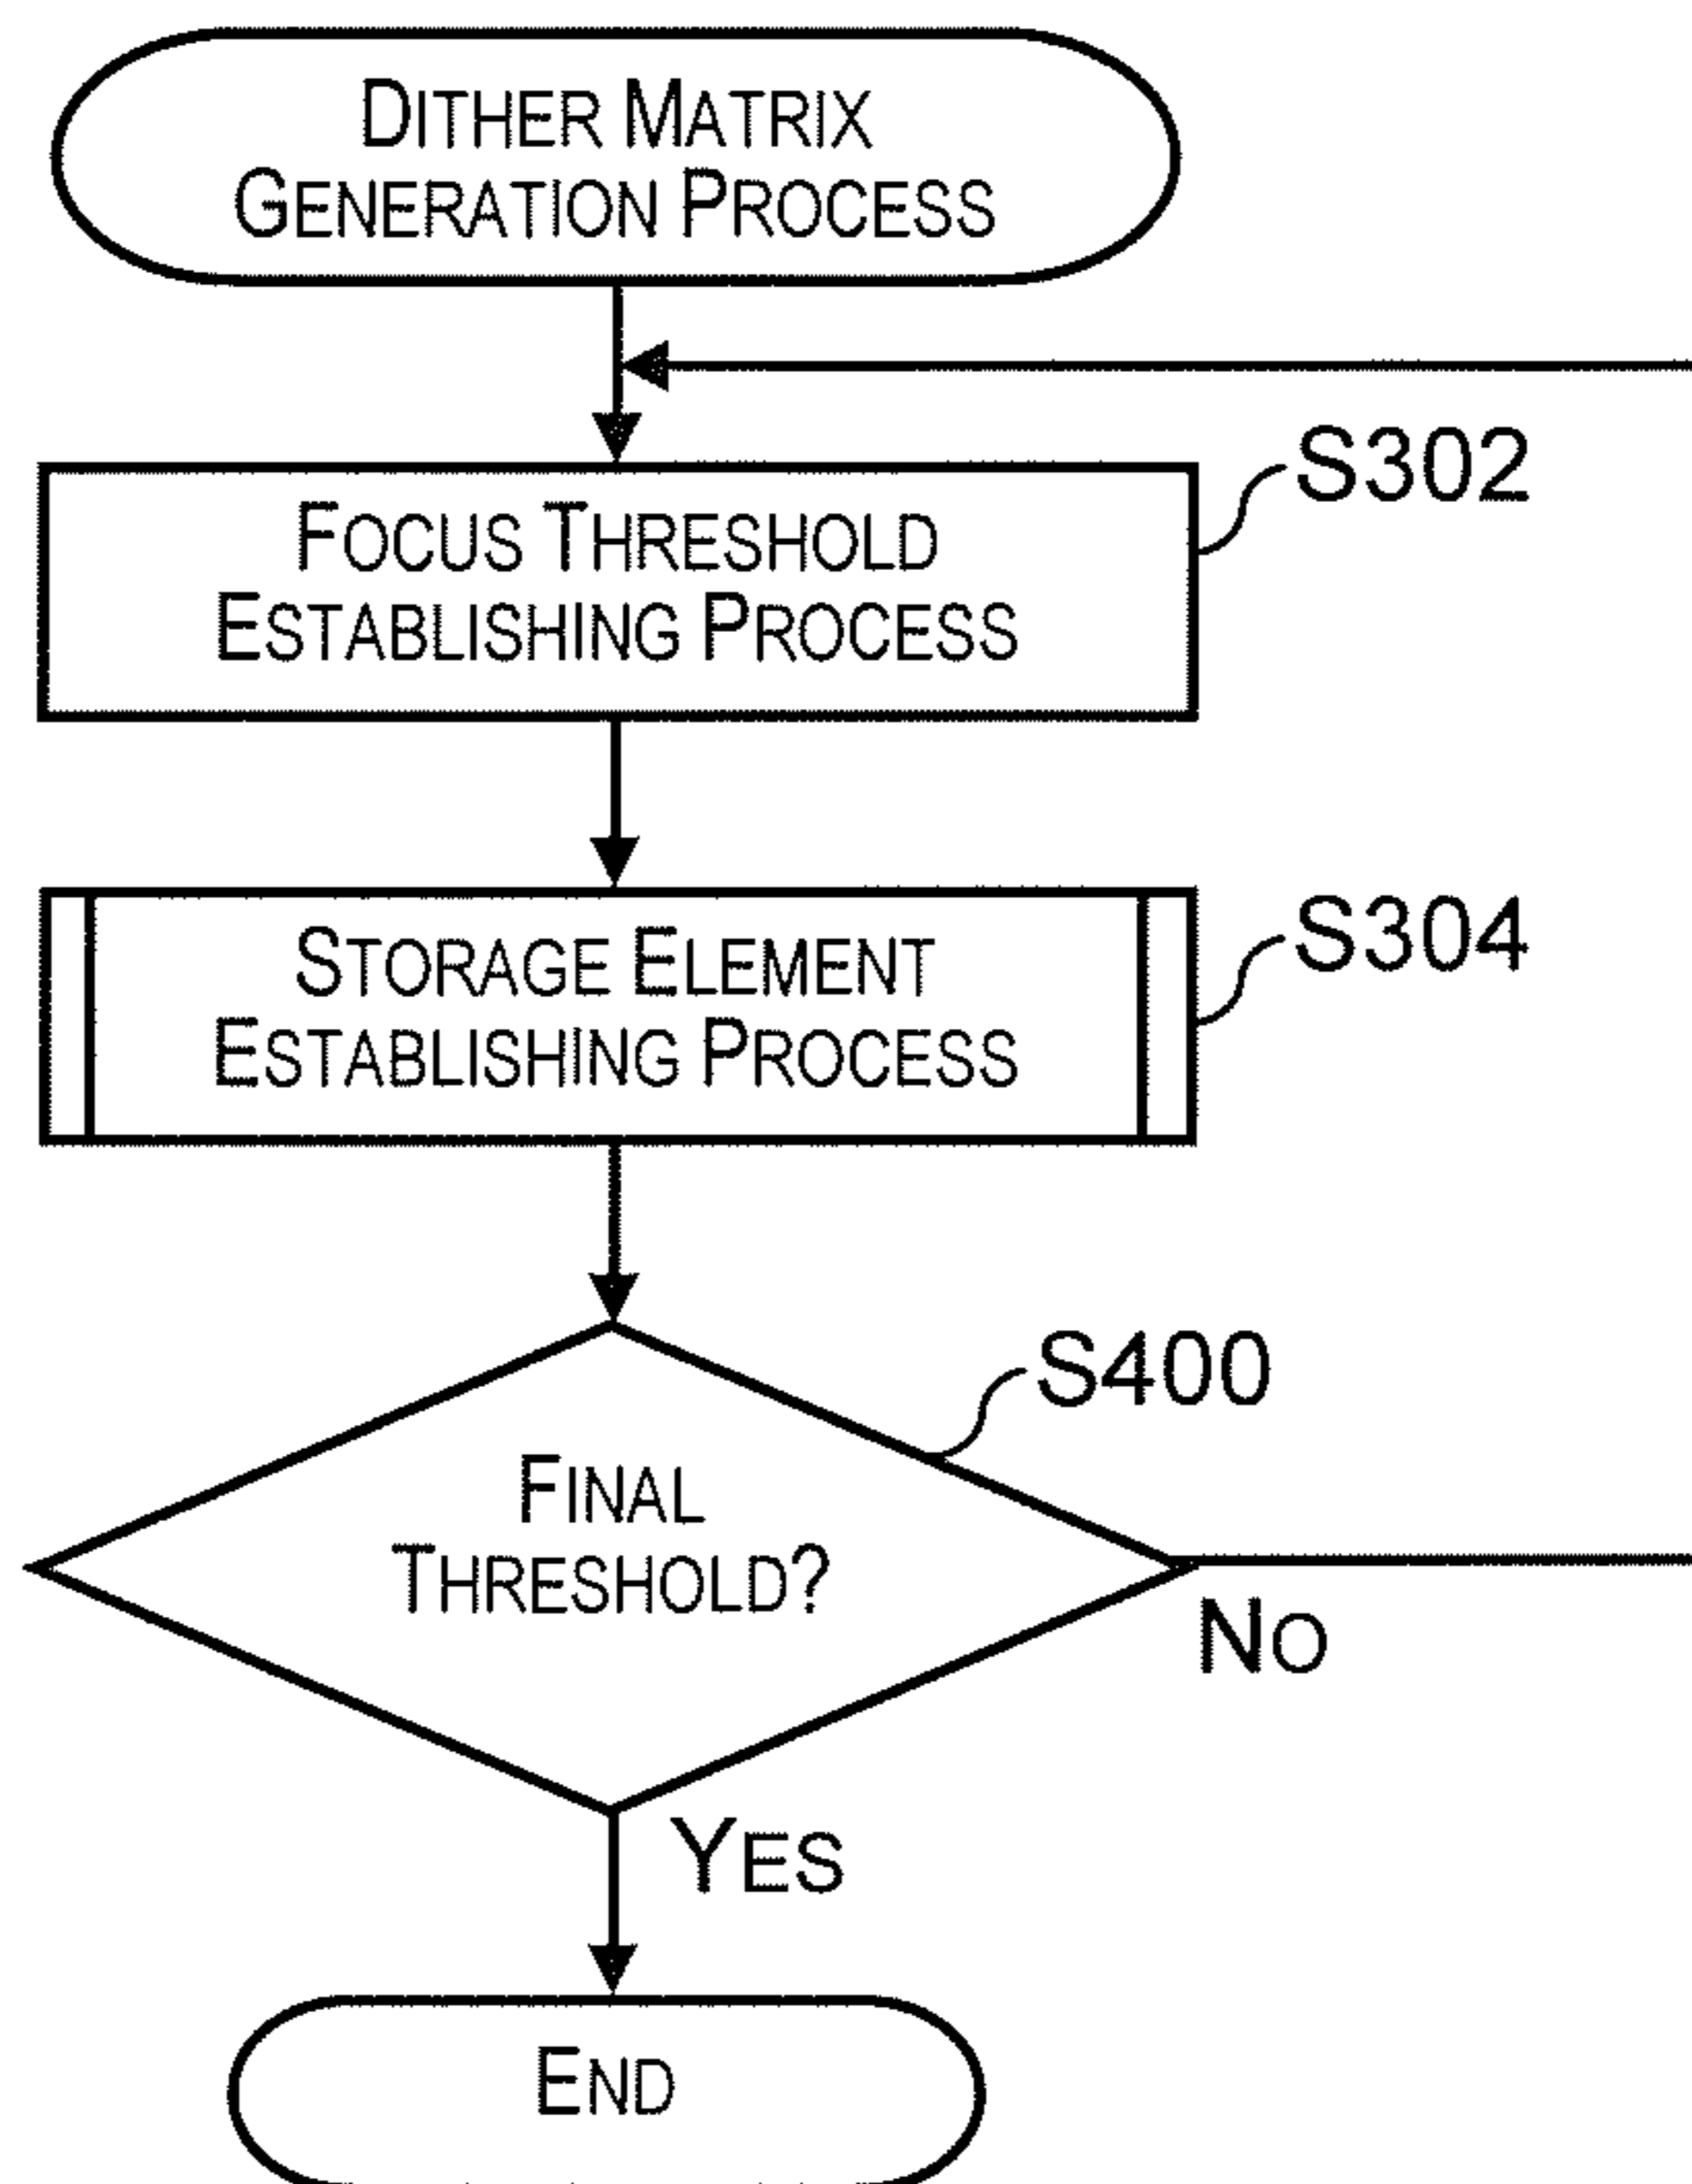 DITHER MATRIX
GENERATION PROCESS
S302
FOCUS THRESHOLD
ESTABLISHING PROCESS
S304
STORAGE ELEMENT
ESTABLISHING PROCESS
S400
FINAL
THRESHOLD?
NO
YES
END